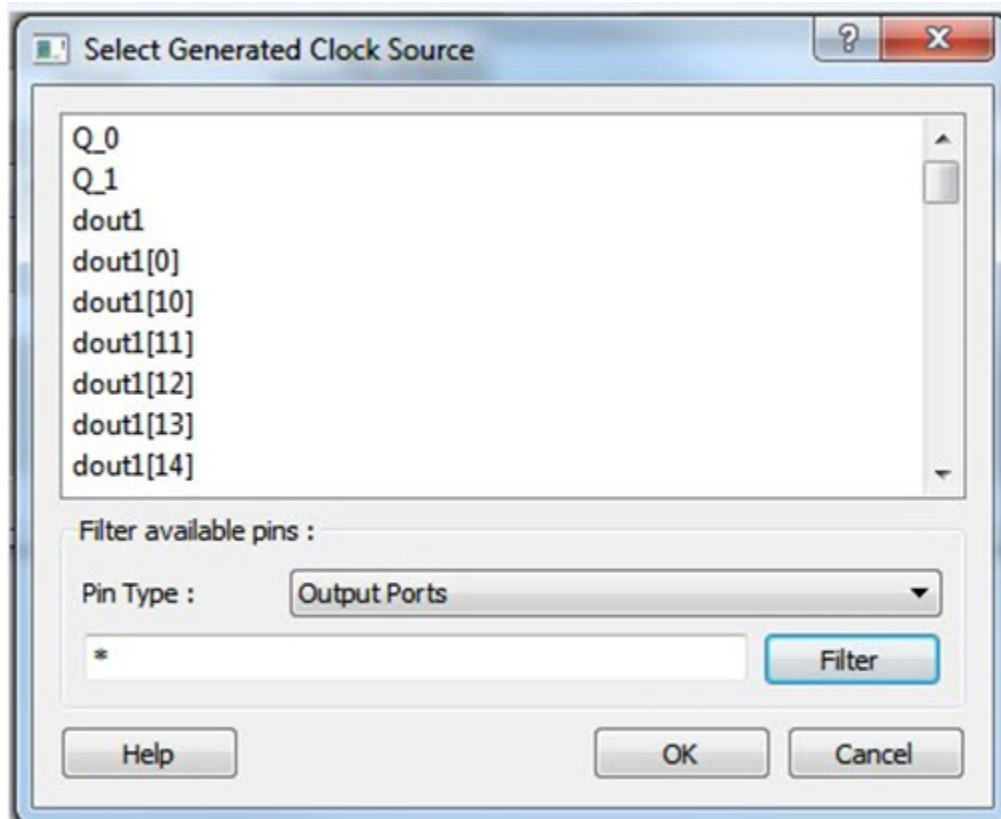 Select Generated Clock Source
Q_0
Q_1
dout1
dout1[0]
dout1[10]
dout1[11]
dout1[12]
dout1[13]
dout1[14]
Filter available pins :
Pin Type : Output Ports
* Filter
Help OK Cancel